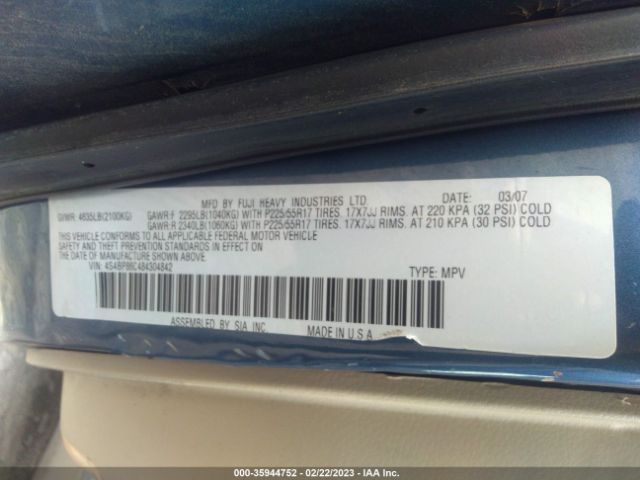 MFD BY FUJI HEAVY INDUSTRIES LTD. DATE: 03/07
GVWR: 4635LB(2100KG) GAWR:F 2295LB(1040KG) WITH P225/55R17 TIRES. 17X7JJ RIMS. AT 220 KPA (32 PSI) COLD
GAWR:R 2340LB(1060KG) WITH P225/55R17 TIRES. 17X7JJ RIMS. AT 210 KPA (30 PSI) COLD
THIS VEHICLE CONFORMS TO ALL APPLICABLE FEDERAL MOTOR VEHICLE
SAFETY AND THEFT PREVENTION STANDARDS IN EFFECT ON THE
DATE OF MANUFACTURE SHOWN ABOVE.
VIN: 4S4BP86C484304842 TYPE: MPV
ASSEMBLED BY SIA INC. MADE IN U.S.A
000-35944752 - 02/22/2023 - IAA Inc.